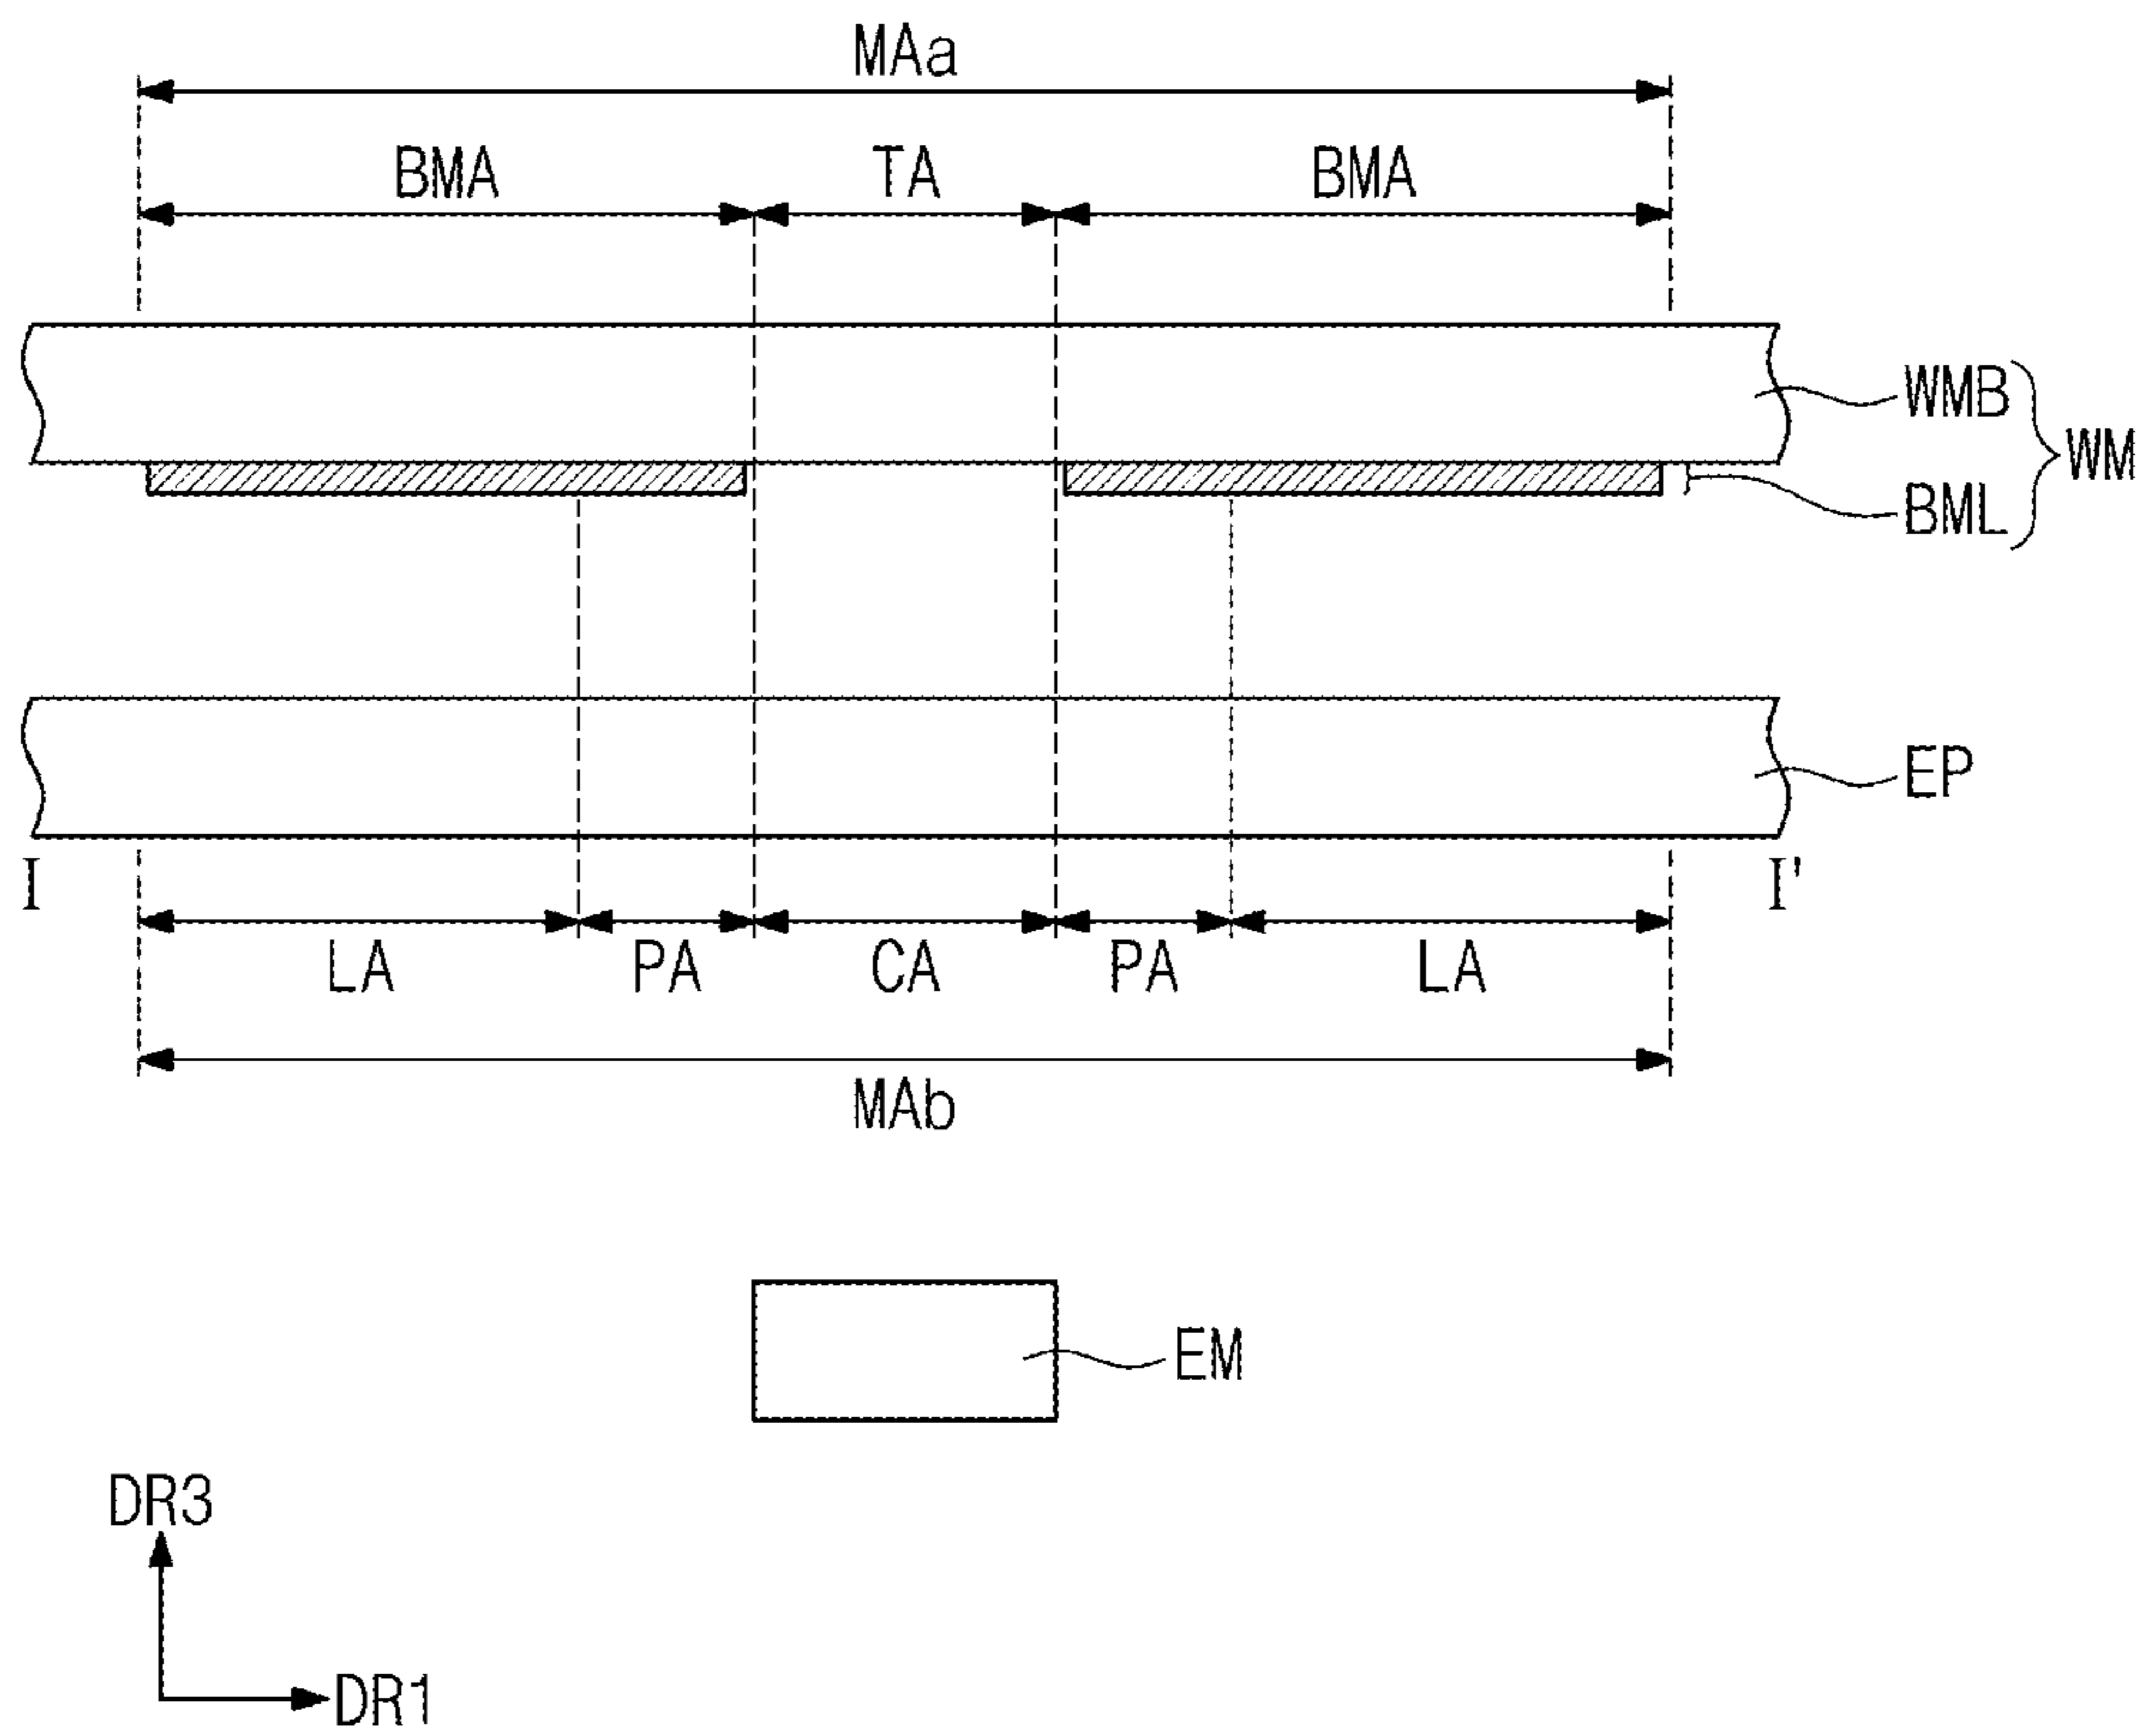 MAa
BMA TA BMA
WMB
WM
BML
EP
I I'
LA PA CA PA LA
MAb
EM
DR3
DR1